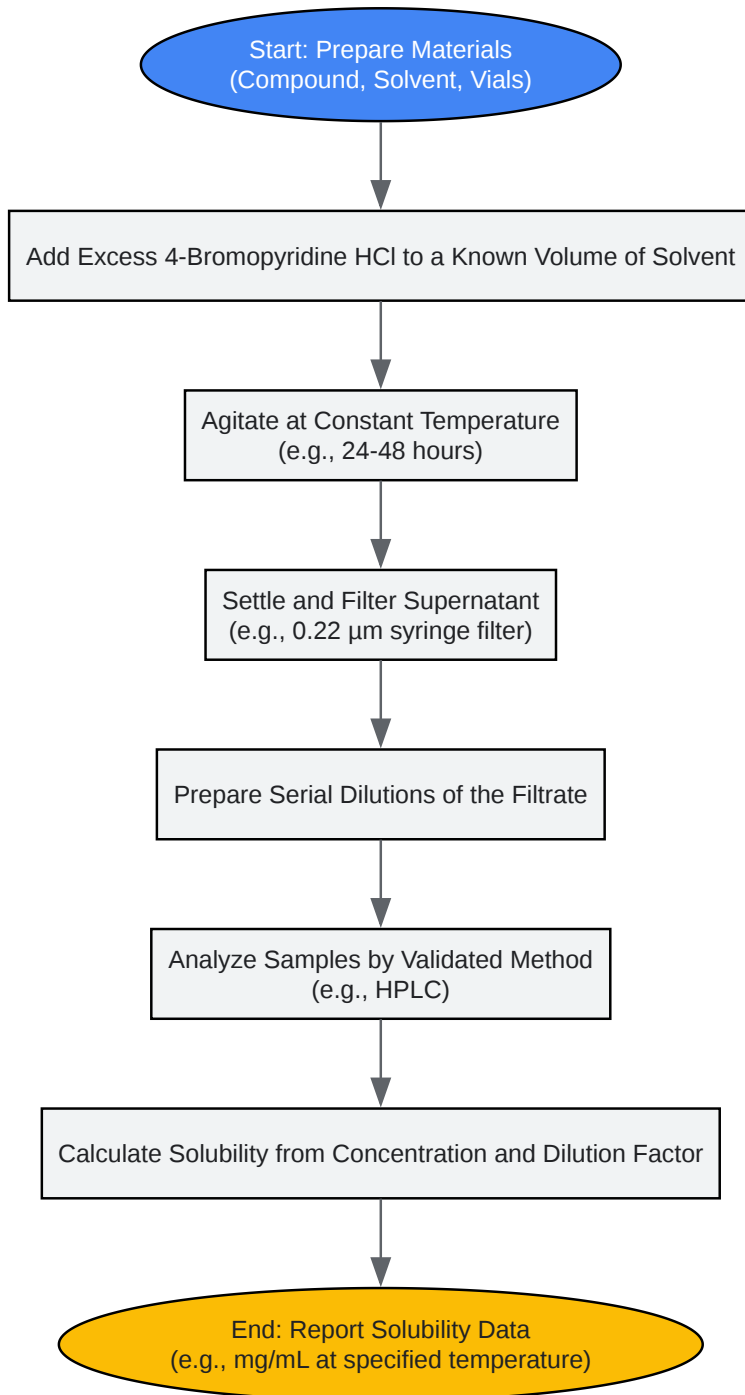 Start: Prepare Materials
(Compound, Solvent, Vials)
Add Excess 4-Bromopyridine HCl to a Known Volume of Solvent
Agitate at Constant Temperature
(e.g., 24-48 hours)
Settle and Filter Supernatant
(e.g., 0.22 µm syringe filter)
Prepare Serial Dilutions of the Filtrate
Analyze Samples by Validated Method
(e.g., HPLC)
Calculate Solubility from Concentration and Dilution Factor
End: Report Solubility Data
(e.g., mg/mL at specified temperature)